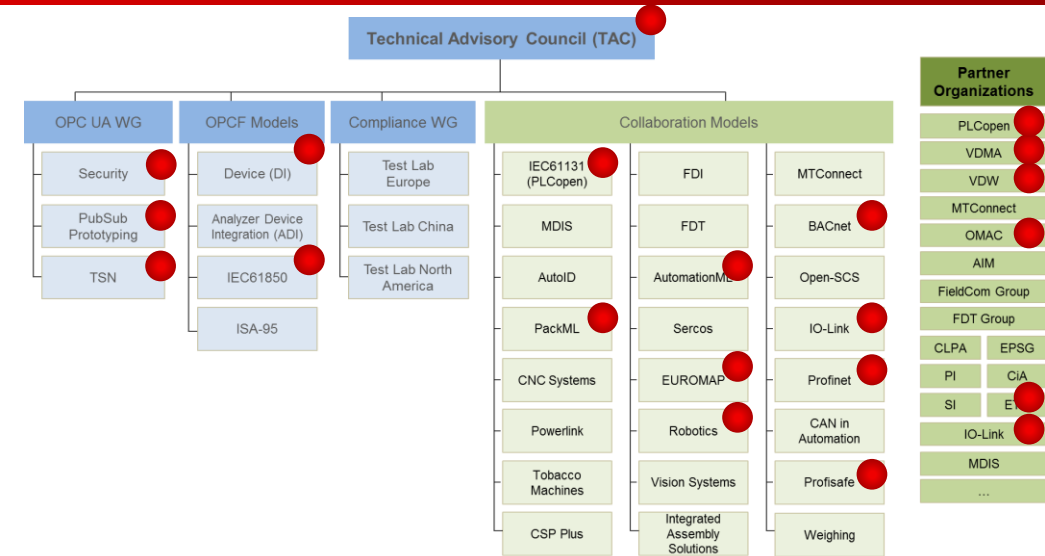 Technical Advisory Council (TAC)
OPC UA WG
OPCF Models
Compliance WG
Collaboration Models
Security
PubSub
Prototyping
TSN
Device (DI)
Analyzer Device
Integration (ADI)
IEC61850
ISA-95
Test Lab
Europe
Test Lab China
Test Lab North
America
IEC61131
(PLCopen)
MDIS
AutoID
PackML
CNC Systems
Powerlink
Tobacco
Machines
CSP Plus
FDI
FDT
AutomationML
Sercos
EUROMAP
Robotics
Vision Systems
Integrated
Assembly
Solutions
MTConnect
BACnet
Open-SCS
IO-Link
Profinet
CAN in
Automation
Profisafe
Weighing
Partner
Organizations
PLCopen
VDMA
VDW
MTConnect
OMAC
AIM
FieldCom Group
FDT Group
CLPA EPSG
PI CiA
SI
IO-Link
MDIS
...